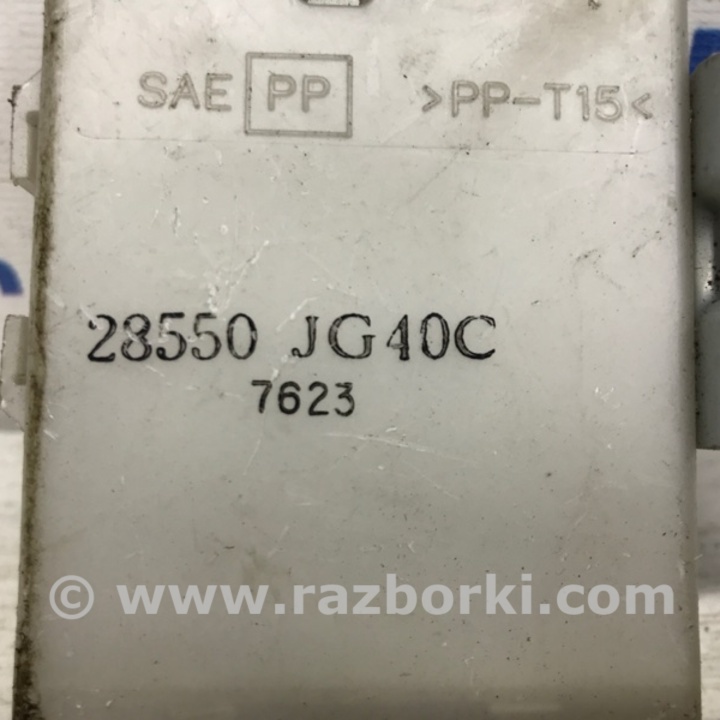 SAE PP >PP-T15<
28550 JG40C
7623
© www.razborki.com